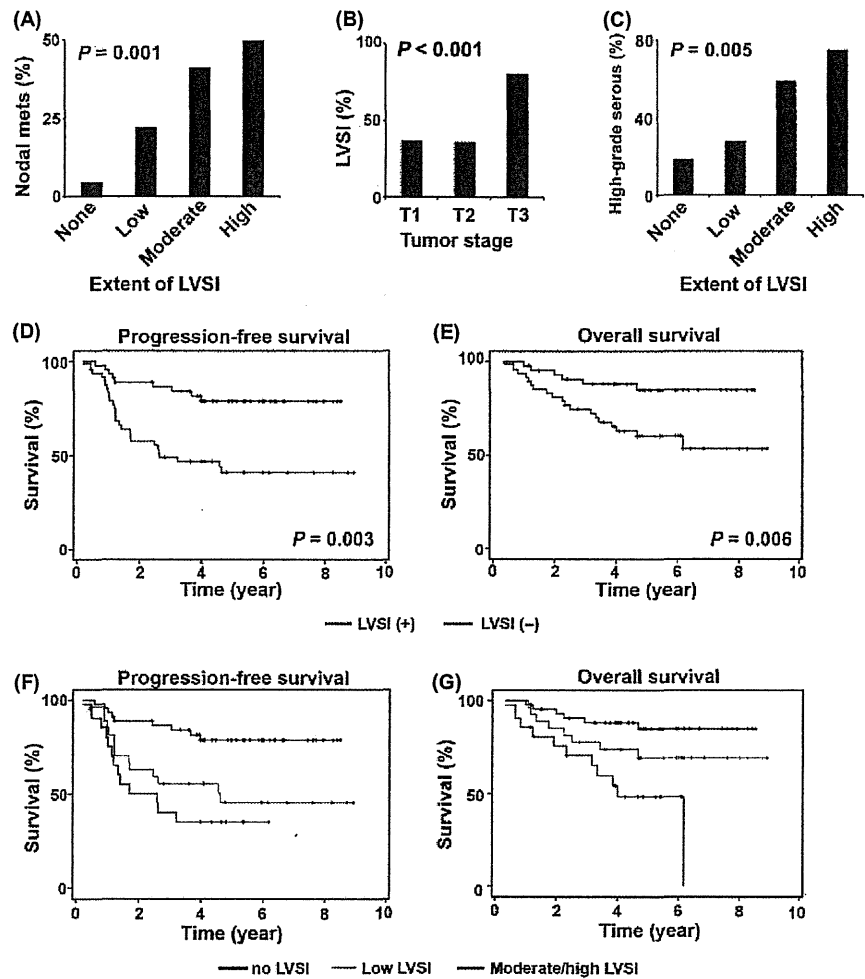 (A)
P = 0.001
Nodal mets (%)
50
25
0
None
Low
Moderate
High
Extent of LVSI
(B)
P < 0.001
LVSI (%)
100
50
0
T1
T2
T3
Tumor stage
(C)
P = 0.005
High-grade serous (%)
80
40
0
None
Low
Moderate
High
Extent of LVSI
(D)
Progression-free survival
Survival (%)
100
50
0
P = 0.003
0 2 4 6 8 10
Time (year)
(E)
Overall survival
Survival (%)
100
50
0
P = 0.006
0 2 4 6 8 10
Time (year)
LVSI (+) LVSI (−)
(F)
Progression-free survival
Survival (%)
100
50
0
0 2 4 6 8 10
Time (year)
(G)
Overall survival
Survival (%)
100
50
0
0 2 4 6 8 10
Time (year)
no LVSI Low LVSI Moderate/high LVSI